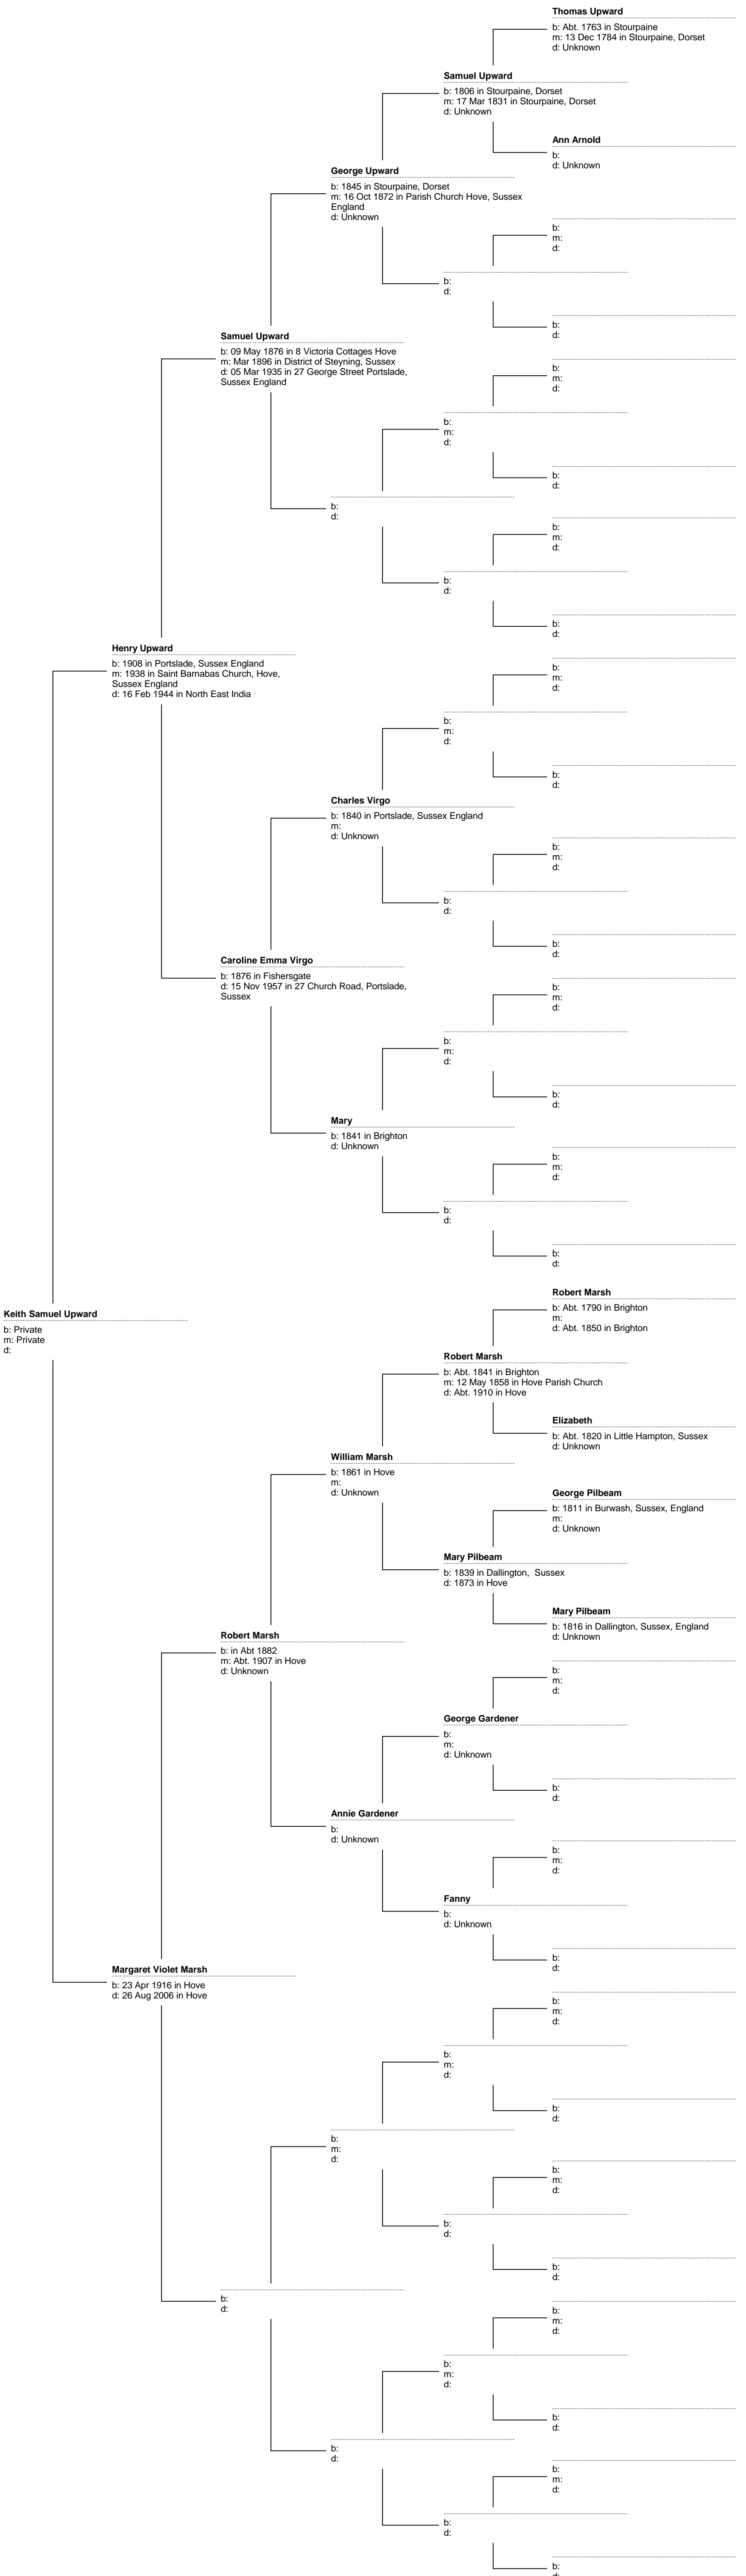 Thomas Upward
b: Abt. 1763 in Stourpaine
m: 13 Dec 1784 in Stourpaine, Dorset
d: Unknown
Samuel Upward
b: 1806 in Stourpaine, Dorset
m: 17 Mar 1831 in Stourpaine, Dorset
d: Unknown
Ann Arnold
b:
d: Unknown
George Upward
b: 1845 in Stourpaine, Dorset
m: 16 Oct 1872 in Parish Church Hove, Sussex
England
d: Unknown
b:
m:
d:
b:
d:
b:
d:
Samuel Upward
b: 09 May 1876 in 8 Victoria Cottages Hove
m: Mar 1896 in District of Steyning, Sussex
d: 05 Mar 1935 in 27 George Street Portslade,
Sussex England
b:
m:
d:
b:
m:
d:
b:
d:
b:
d:
b:
m:
d:
b:
d:
b:
d:
Henry Upward
b: 1908 in Portslade, Sussex England
m: 1938 in Saint Barnabas Church, Hove,
Sussex England
d: 16 Feb 1944 in North East India
b:
m:
d:
b:
m:
d:
b:
d:
Charles Virgo
b: 1840 in Portslade, Sussex England
m:
d: Unknown
b:
m:
d:
b:
d:
b:
d:
Caroline Emma Virgo
b: 1876 in Fishersgate
d: 15 Nov 1957 in 27 Church Road, Portslade,
Sussex
b:
m:
d:
b:
m:
d:
b:
d:
Mary
b: 1841 in Brighton
d: Unknown
b:
m:
d:
b:
d:
b:
d:
Keith Samuel Upward
b: Private
m: Private
d:
Robert Marsh
b: Abt. 1790 in Brighton
m:
d: Abt. 1850 in Brighton
Robert Marsh
b: Abt. 1841 in Brighton
m: 12 May 1858 in Hove Parish Church
d: Abt. 1910 in Hove
Elizabeth
b: Abt. 1820 in Little Hampton, Sussex
d: Unknown
William Marsh
b: 1861 in Hove
m:
d: Unknown
George Pilbeam
b: 1811 in Burwash, Sussex, England
m:
d: Unknown
Mary Pilbeam
b: 1839 in Dallington, Sussex
d: 1873 in Hove
Mary Pilbeam
b: 1816 in Dallington, Sussex, England
d: Unknown
Robert Marsh
b: in Abt 1882
m: Abt. 1907 in Hove
d: Unknown
b:
m:
d:
George Gardener
b:
m:
d: Unknown
b:
d:
Annie Gardener
b:
d: Unknown
b:
m:
d:
Fanny
b:
d: Unknown
b:
d:
Margaret Violet Marsh
b: 23 Apr 1916 in Hove
d: 26 Aug 2006 in Hove
b:
m:
d:
b:
m:
d:
b:
d:
b:
m:
d:
b:
m:
d:
b:
d:
b:
d:
b:
d:
b:
m:
d:
b:
m:
d:
b:
d:
b:
d:
b:
m:
d:
b:
d:
b:
d: